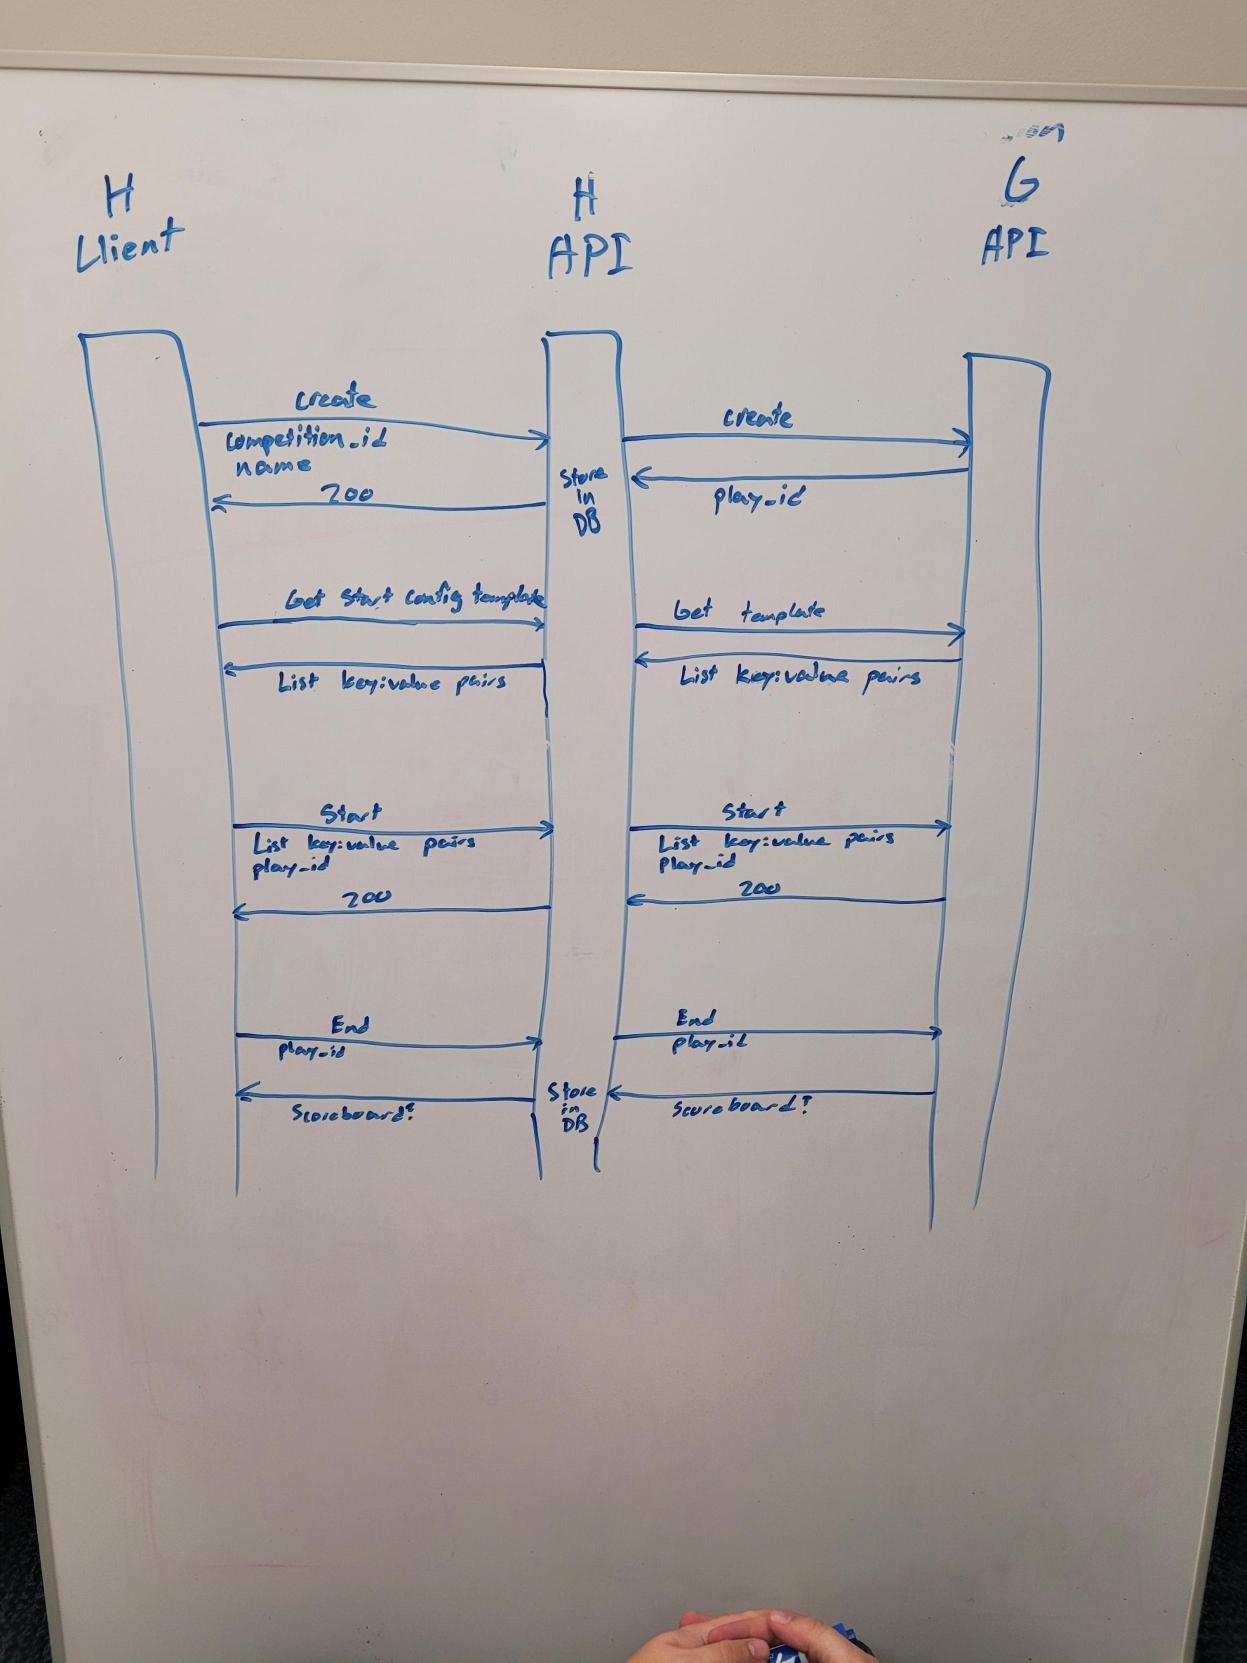 H
Client
H
API
G
API
create
competition_id
name
200
create
play_id
Store
in
DB
Get Start Config template
List key:value pairs
Get template
List key:value pairs
Start
List key:value pairs
play_id
200
Start
List key:value pairs
play_id
200
End
play_id
Scoreboard?
End
play_id
Scoreboard?
Store
in
DB